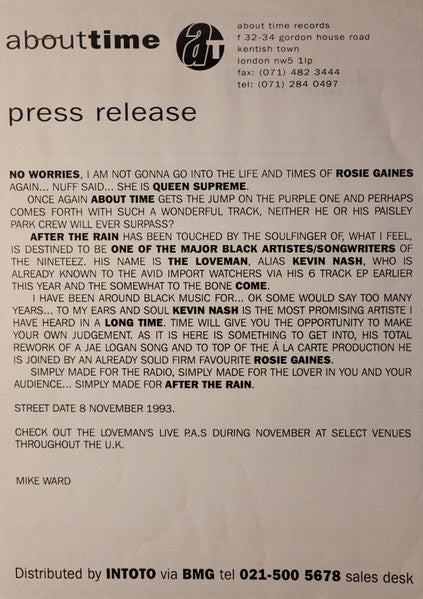 abouttime
at
about time records
f 32-34 gordon house road
kentish town
london nw5 1lp
fax: (071) 482 3444
tel: (071) 284 0497
press release
NO WORRIES, I AM NOT GONNA GO INTO THE LIFE AND TIMES OF ROSIE GAINES
AGAIN... NUFF SAID... SHE IS QUEEN SUPREME.
ONCE AGAIN ABOUT TIME GETS THE JUMP ON THE PURPLE ONE AND PERHAPS
COMES FORTH WITH SUCH A WONDERFUL TRACK, NEITHER HE OR HIS PAISLEY
PARK CREW WILL EVER SURPASS?
AFTER THE RAIN HAS BEEN TOUCHED BY THE SOULFINGER OF, WHAT I FEEL,
IS DESTINED TO BE ONE OF THE MAJOR BLACK ARTISTES/SONGWRITERS OF
THE NINETEEZ. HIS NAME IS THE LOVEMAN, ALIAS KEVIN NASH, WHO IS
ALREADY KNOWN TO THE AVID IMPORT WATCHERS VIA HIS 6 TRACK EP EARLIER
THIS YEAR AND THE SOMEWHAT TO THE BONE COME.
I HAVE BEEN AROUND BLACK MUSIC FOR... OK SOME WOULD SAY TOO MANY
YEARS... TO MY EARS AND SOUL KEVIN NASH IS THE MOST PROMISING ARTISTE I
HAVE HEARD IN A LONG TIME. TIME WILL GIVE YOU THE OPPORTUNITY TO MAKE
YOUR OWN JUDGEMENT. AS IT IS HERE IS SOMETHING TO GET INTO, HIS TOTAL
REWORK OF A JAE LOGAN SONG AND TO TOP OF THE Á LA CARTE PRODUCTION HE
IS JOINED BY AN ALREADY SOLID FIRM FAVOURITE ROSIE GAINES.
SIMPLY MADE FOR THE RADIO, SIMPLY MADE FOR THE LOVER IN YOU AND YOUR
AUDIENCE... SIMPLY MADE FOR AFTER THE RAIN.
STREET DATE 8 NOVEMBER 1993.
CHECK OUT THE LOVEMAN'S LIVE P.A.S DURING NOVEMBER AT SELECT VENUES
THROUGHOUT THE U.K.
MIKE WARD
Distributed by INTOTO via BMG tel 021-500 5678 sales desk